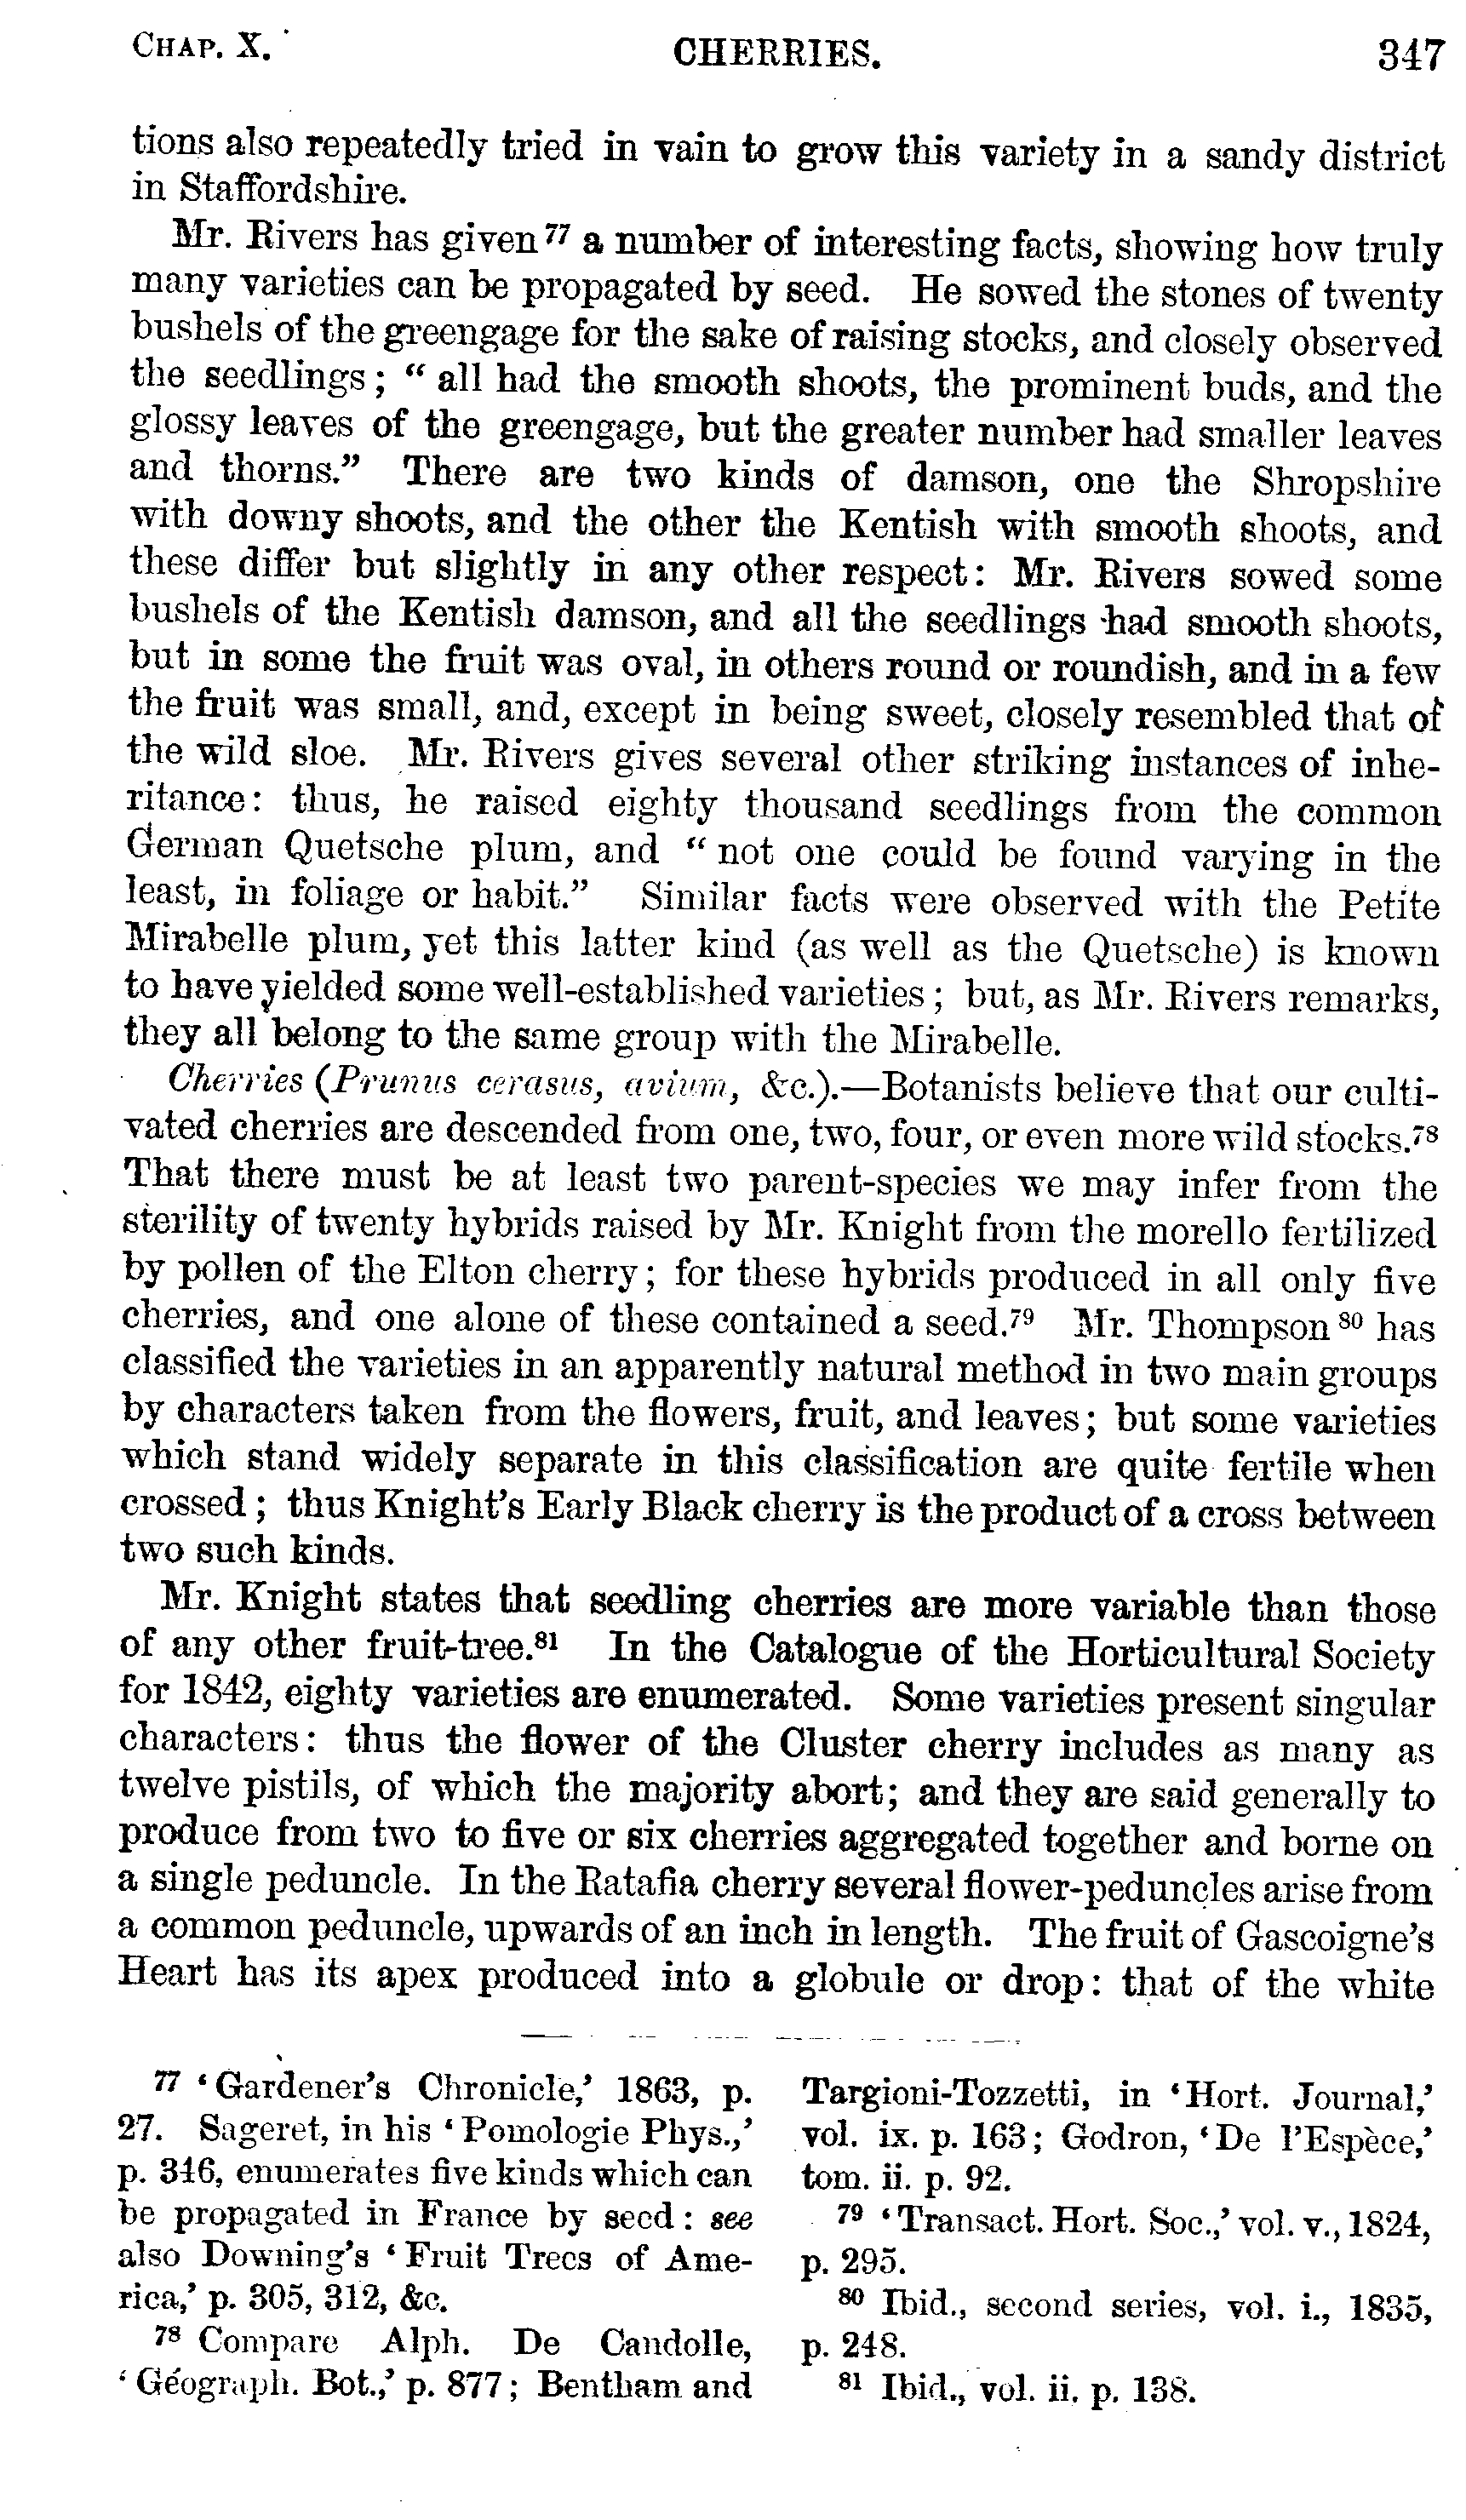 CHAP. X. CHERRIES. 347
tions also repeatedly tried in vain to grow this variety in a sandy district
in Staffordshire.
Mr. Rivers has given 77 a number of interesting facts, showing how truly
many varieties can be propagated by seed. He sowed the stones of twenty
bushels of the greengage for the sake of raising stocks, and closely observed
the seedlings; “all had the smooth shoots, the prominent buds, and the
glossy leaves of the greengage, but the greater number had smaller leaves
and thorns.” There are two kinds of damson, one the Shropshire
with downy shoots, and the other the Kentish with smooth shoots, and
these differ but slightly in any other respect: Mr. Rivers sowed some
bushels of the Kentish damson, and all the seedlings had smooth shoots,
but in some the fruit was oval, in others round or roundish, and in a few
the fruit was small, and, except in being sweet, closely resembled that of
the wild sloe. Mr. Rivers gives several other striking instances of inhe-
ritance: thus, he raised eighty thousand seedlings from the common
German Quetsche plum, and “not one could be found varying in the
least, in foliage or habit.” Similar facts were observed with the Petite
Mirabelle plum, yet this latter kind (as well as the Quetsche) is known
to have yielded some well-established varieties; but, as Mr. Rivers remarks,
they all belong to the same group with the Mirabelle.
Cherries (Prunus cerasus, avium, &c.).—Botanists believe that our culti-
vated cherries are descended from one, two, four, or even more wild stocks.78
That there must be at least two parent-species we may infer from the
sterility of twenty hybrids raised by Mr. Knight from the morello fertilized
by pollen of the Elton cherry; for these hybrids produced in all only five
cherries, and one alone of these contained a seed.79 Mr. Thompson 80 has
classified the varieties in an apparently natural method in two main groups
by characters taken from the flowers, fruit, and leaves; but some varieties
which stand widely separate in this classification are quite fertile when
crossed; thus Knight's Early Black cherry is the product of a cross between
two such kinds.
Mr. Knight states that seedling cherries are more variable than those
of any other fruit-tree.81 In the Catalogue of the Horticultural Society
for 1842, eighty varieties are enumerated. Some varieties present singular
characters: thus the flower of the Cluster cherry includes as many as
twelve pistils, of which the majority abort; and they are said generally to
produce from two to five or six cherries aggregated together and borne on
a single peduncle. In the Ratafia cherry several flower-peduncles arise from
a common peduncle, upwards of an inch in length. The fruit of Gascoigne's
Heart has its apex produced into a globule or drop: that of the white
77 ‘Gardener's Chronicle,’ 1863, p.
27. Sageret, in his ‘Pomologie Phys.,’
p. 346, enumerates five kinds which can
be propagated in France by seed: see
also Downing's ‘Fruit Trees of Ame-
rica,’ p. 305, 312, &c.
78 Compare Alph. De Candolle,
‘Géograph. Bot.,’ p. 877; Bentham and
Targioni-Tozzetti, in ‘Hort. Journal,’
vol. ix. p. 163; Godron, ‘De l'Espèce,’
tom. ii. p. 92.
79 ‘Transact. Hort. Soc.,’ vol. v., 1824,
p. 295.
80 Ibid., second series, vol. i., 1835,
p. 248.
81 Ibid., vol. ii. p. 138.